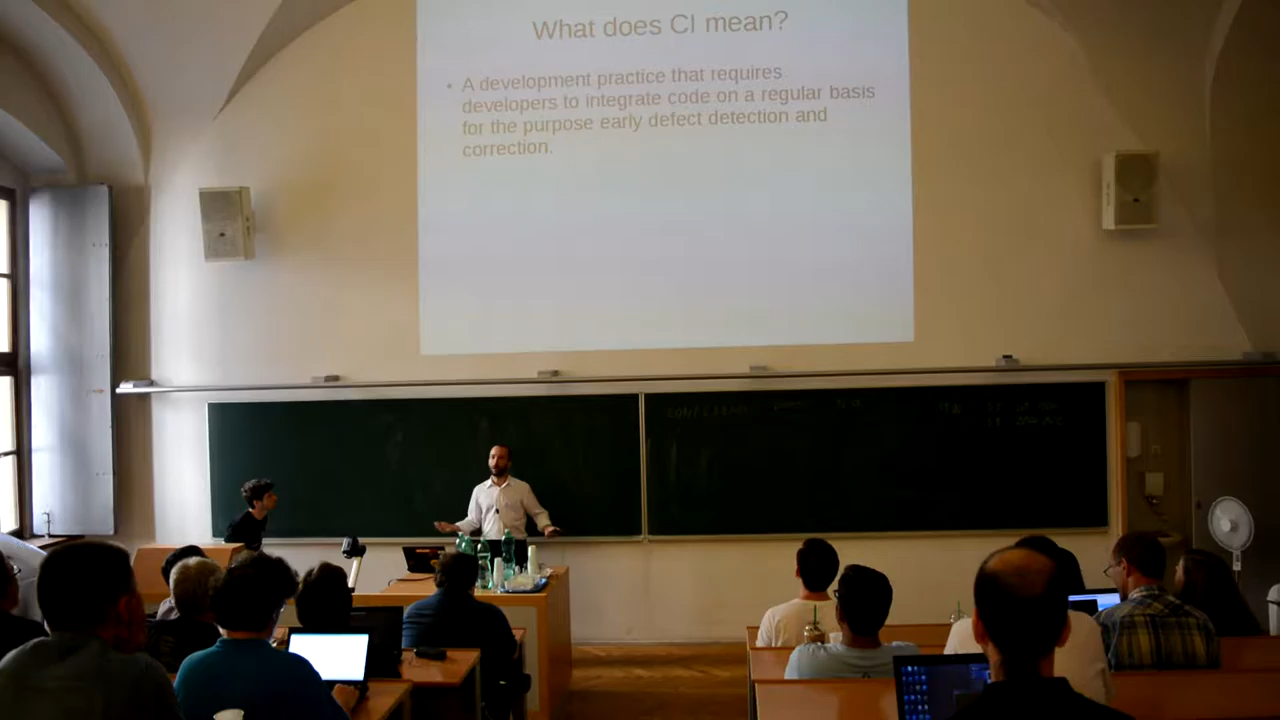 What does CI mean?
• A development practice that requires
developers to integrate code on a regular basis
for the purpose early defect detection and
correction.